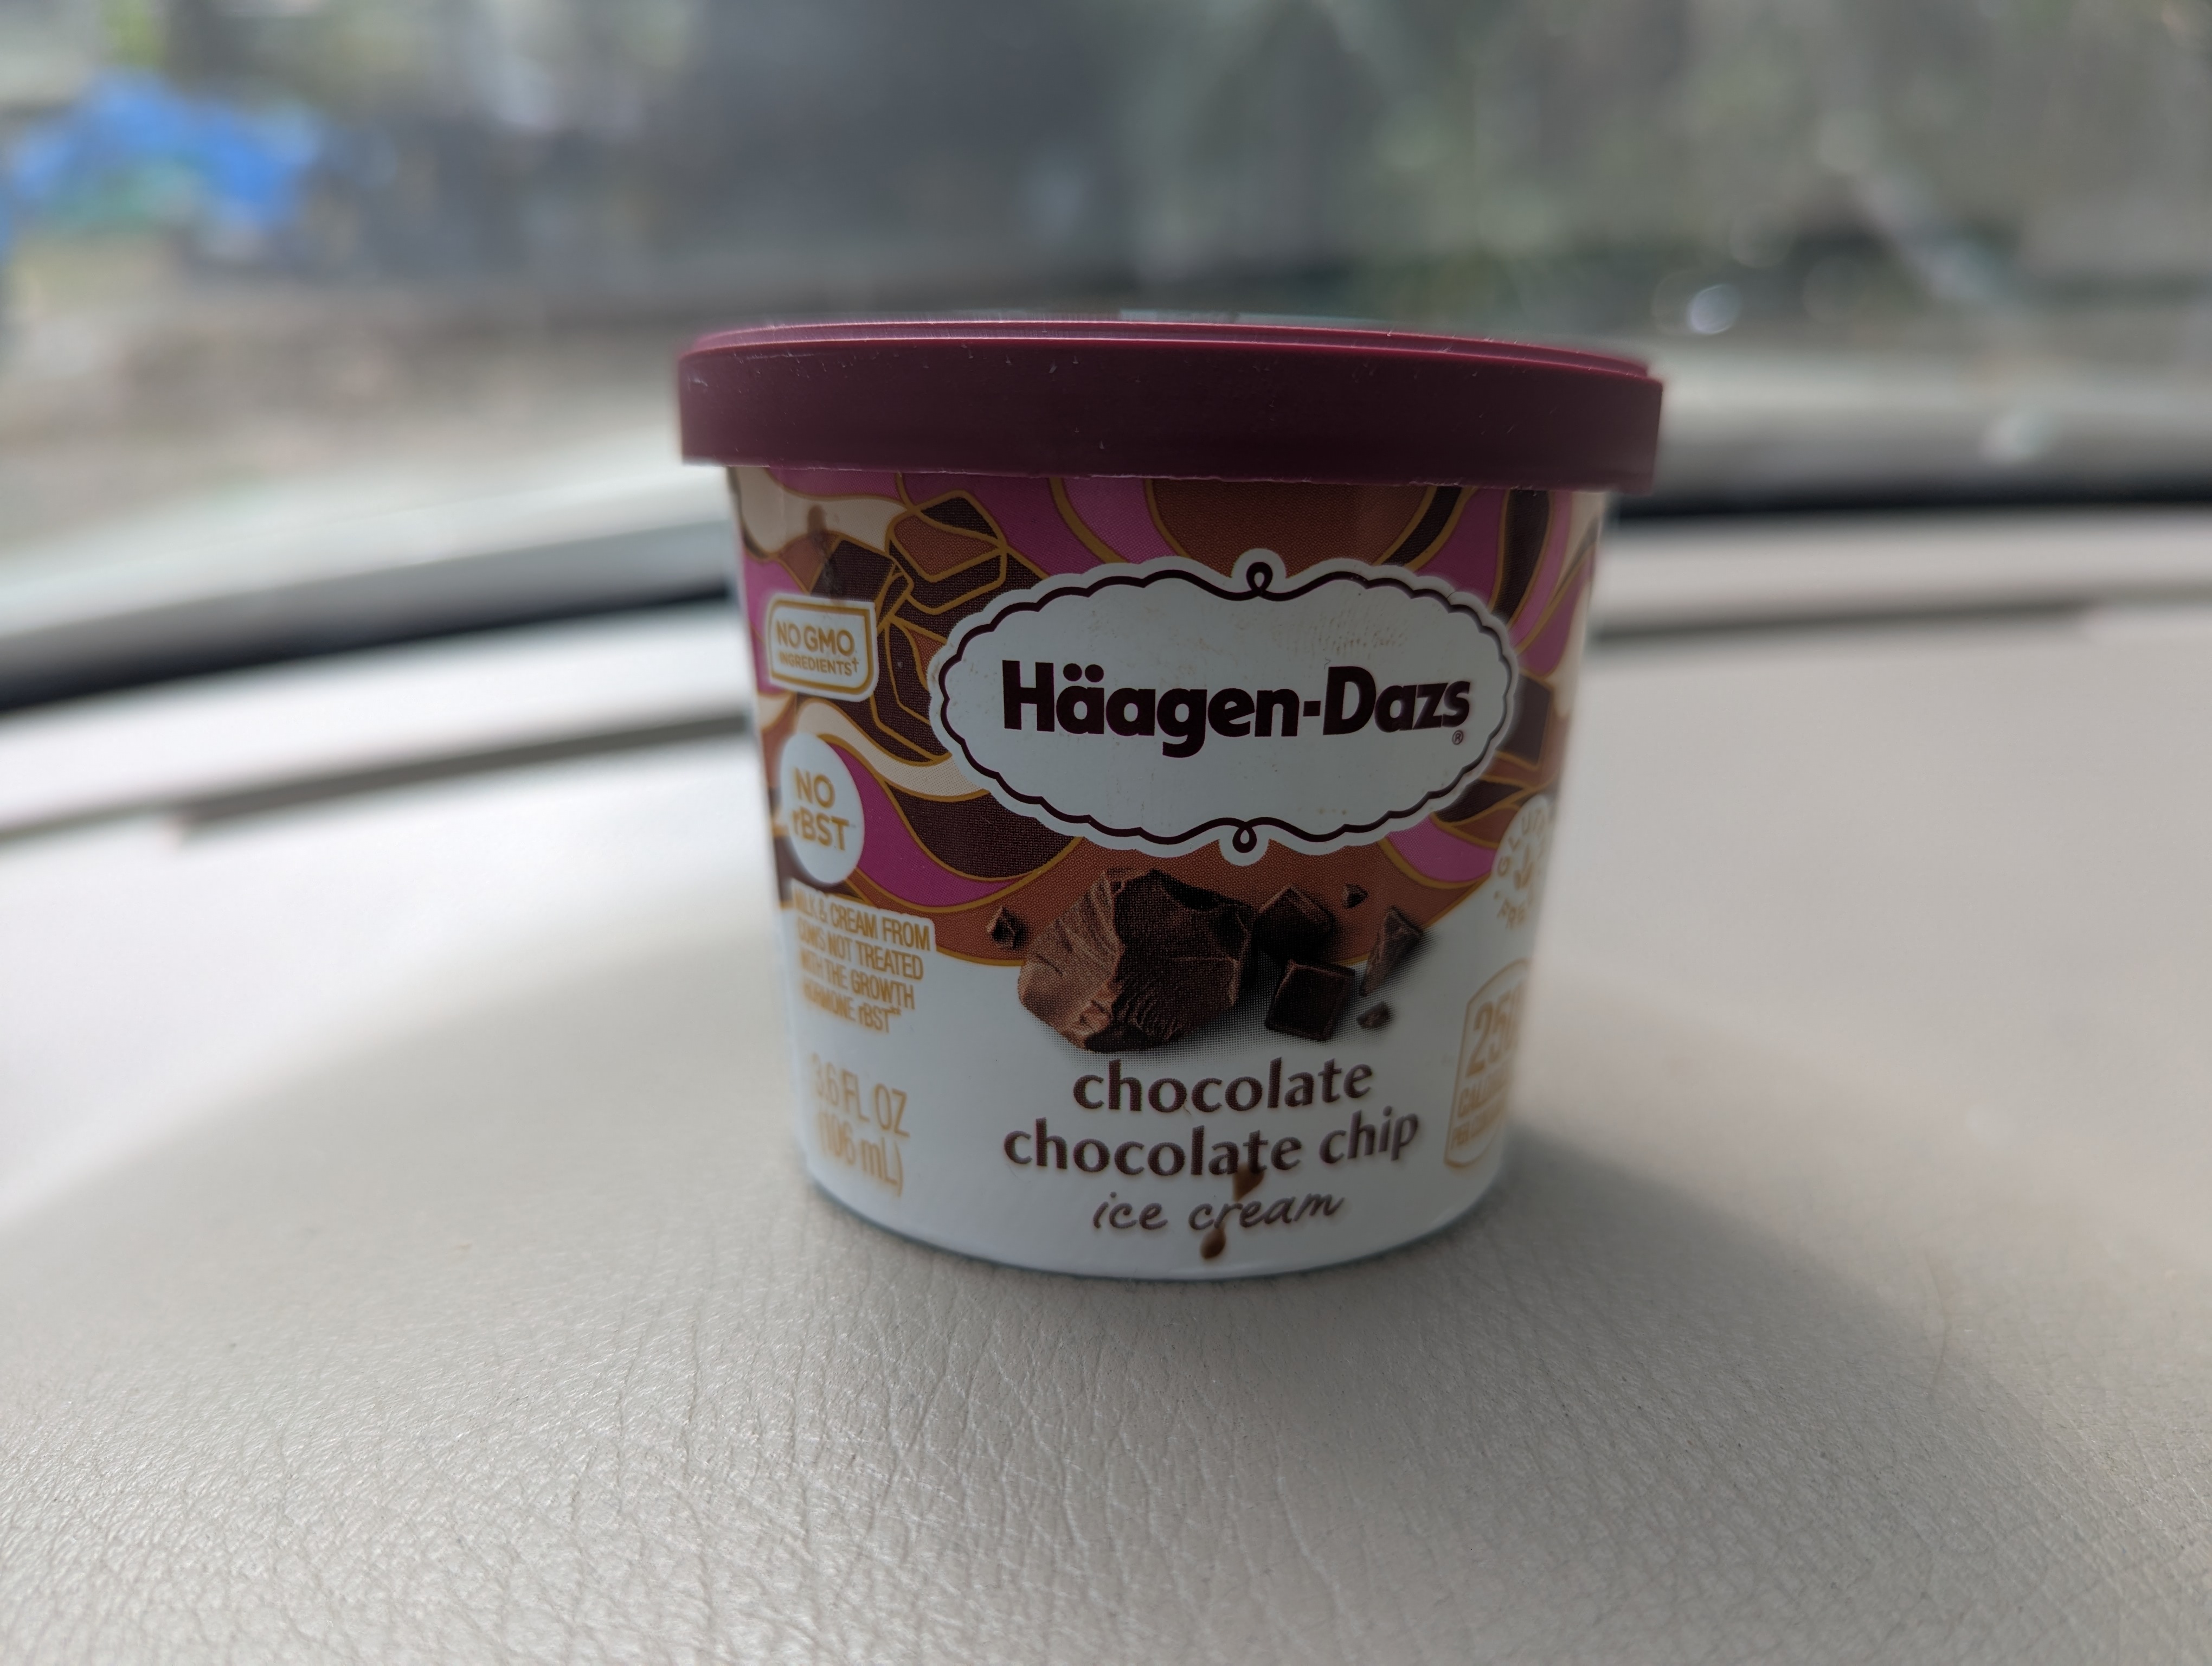 Häagen-Dazs®
NO GMO
INGREDIENTS†
NO
rBST
MILK & CREAM FROM
COWS NOT TREATED
WITH THE GROWTH
HORMONE rBST**
3.6 FL OZ
(106 mL)
chocolate
chocolate chip
ice cream